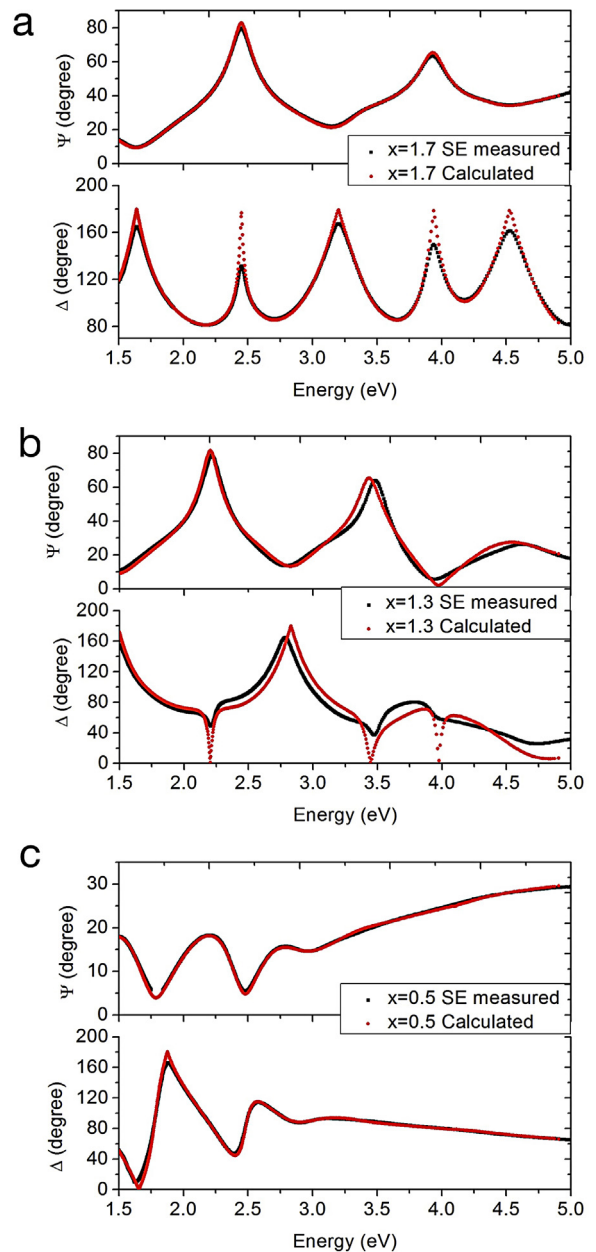 a
80
60
40
20
0
Ψ (degree)
x=1.7 SE measured
x=1.7 Calculated
200
160
120
80
Δ (degree)
1.5 2.0 2.5 3.0 3.5 4.0 4.5 5.0
Energy (eV)
b
80
60
40
20
0
Ψ (degree)
x=1.3 SE measured
x=1.3 Calculated
200
160
120
80
40
0
Δ (degree)
1.5 2.0 2.5 3.0 3.5 4.0 4.5 5.0
Energy (eV)
c
30
20
10
0
Ψ (degree)
x=0.5 SE measured
x=0.5 Calculated
200
160
120
80
40
0
Δ (degree)
1.5 2.0 2.5 3.0 3.5 4.0 4.5 5.0
Energy (eV)